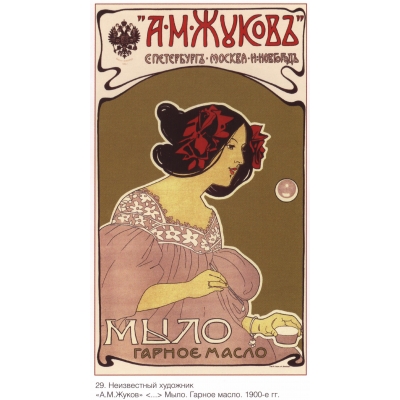 "А·М·ЖУКОВЪ"
С ПЕТЕРБУРГЪ · МОСКВА · Н-НОВГОРОДЪ
МЫЛО
ГАРНОЕ МАСЛО
29. Неизвестный художник
«А.М.Жуков» <...> Мыло. Гарное масло. 1900-е гг.